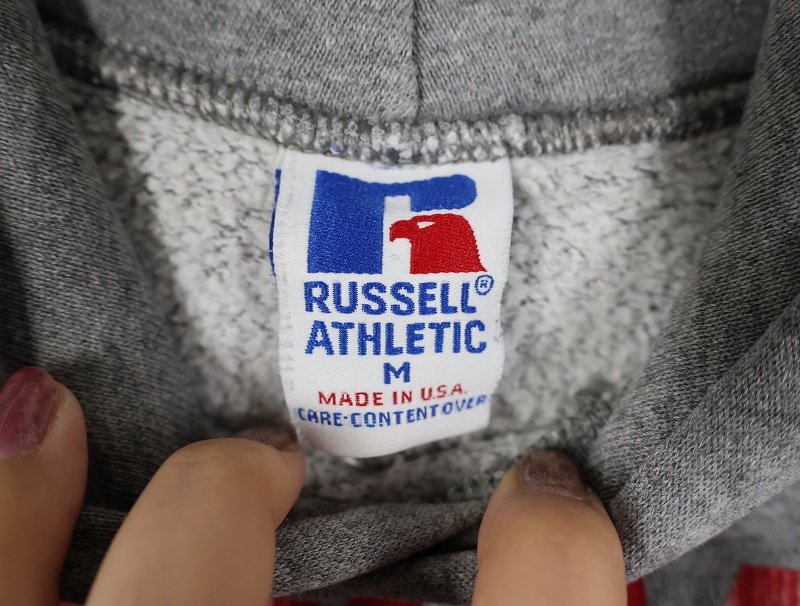 RUSSELL®
ATHLETIC
M
MADE IN U.S.A.
CARE·CONTENT OVER